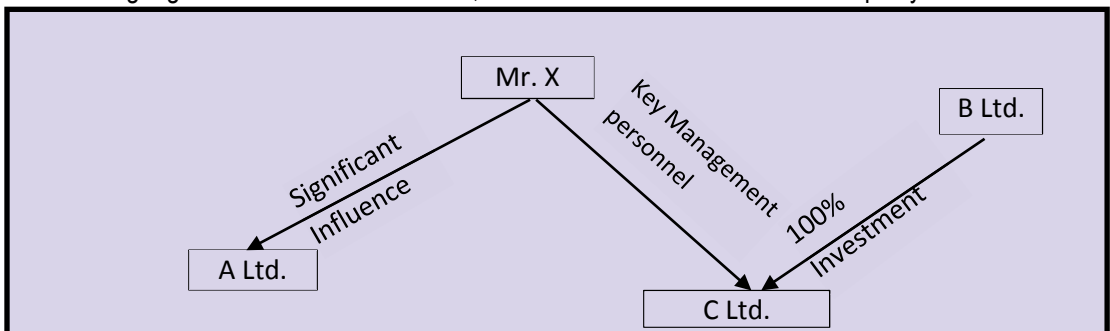 Mr. X
B Ltd.
Key Management
personnel
Significant
Influence
100%
Investment
A Ltd.
C Ltd.